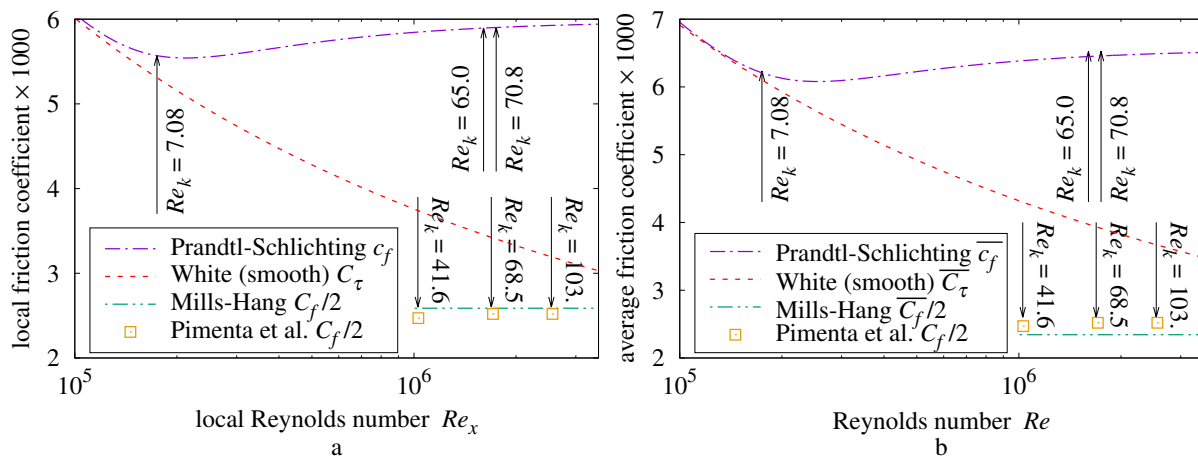 local friction coefficient × 1000
6
5
4
3
2
10^5
10^6
local Reynolds number Re_x
a
Re_k = 7.08
Re_k = 65.0
Re_k = 70.8
Re_k = 41.6
Re_k = 68.5
Re_k = 103.
Prandtl-Schlichting c_f
White (smooth) C_τ
Mills-Hang C_f/2
Pimenta et al. C_f/2
average friction coefficient × 1000
7
6
5
4
3
2
10^5
10^6
Reynolds number Re
b
Re_k = 7.08
Re_k = 65.0
Re_k = 70.8
Re_k = 41.6
Re_k = 68.5
Re_k = 103.
Prandtl-Schlichting \overline{c_f}
White (smooth) \overline{C_τ}
Mills-Hang \overline{C_f}/2
Pimenta et al. C_f/2